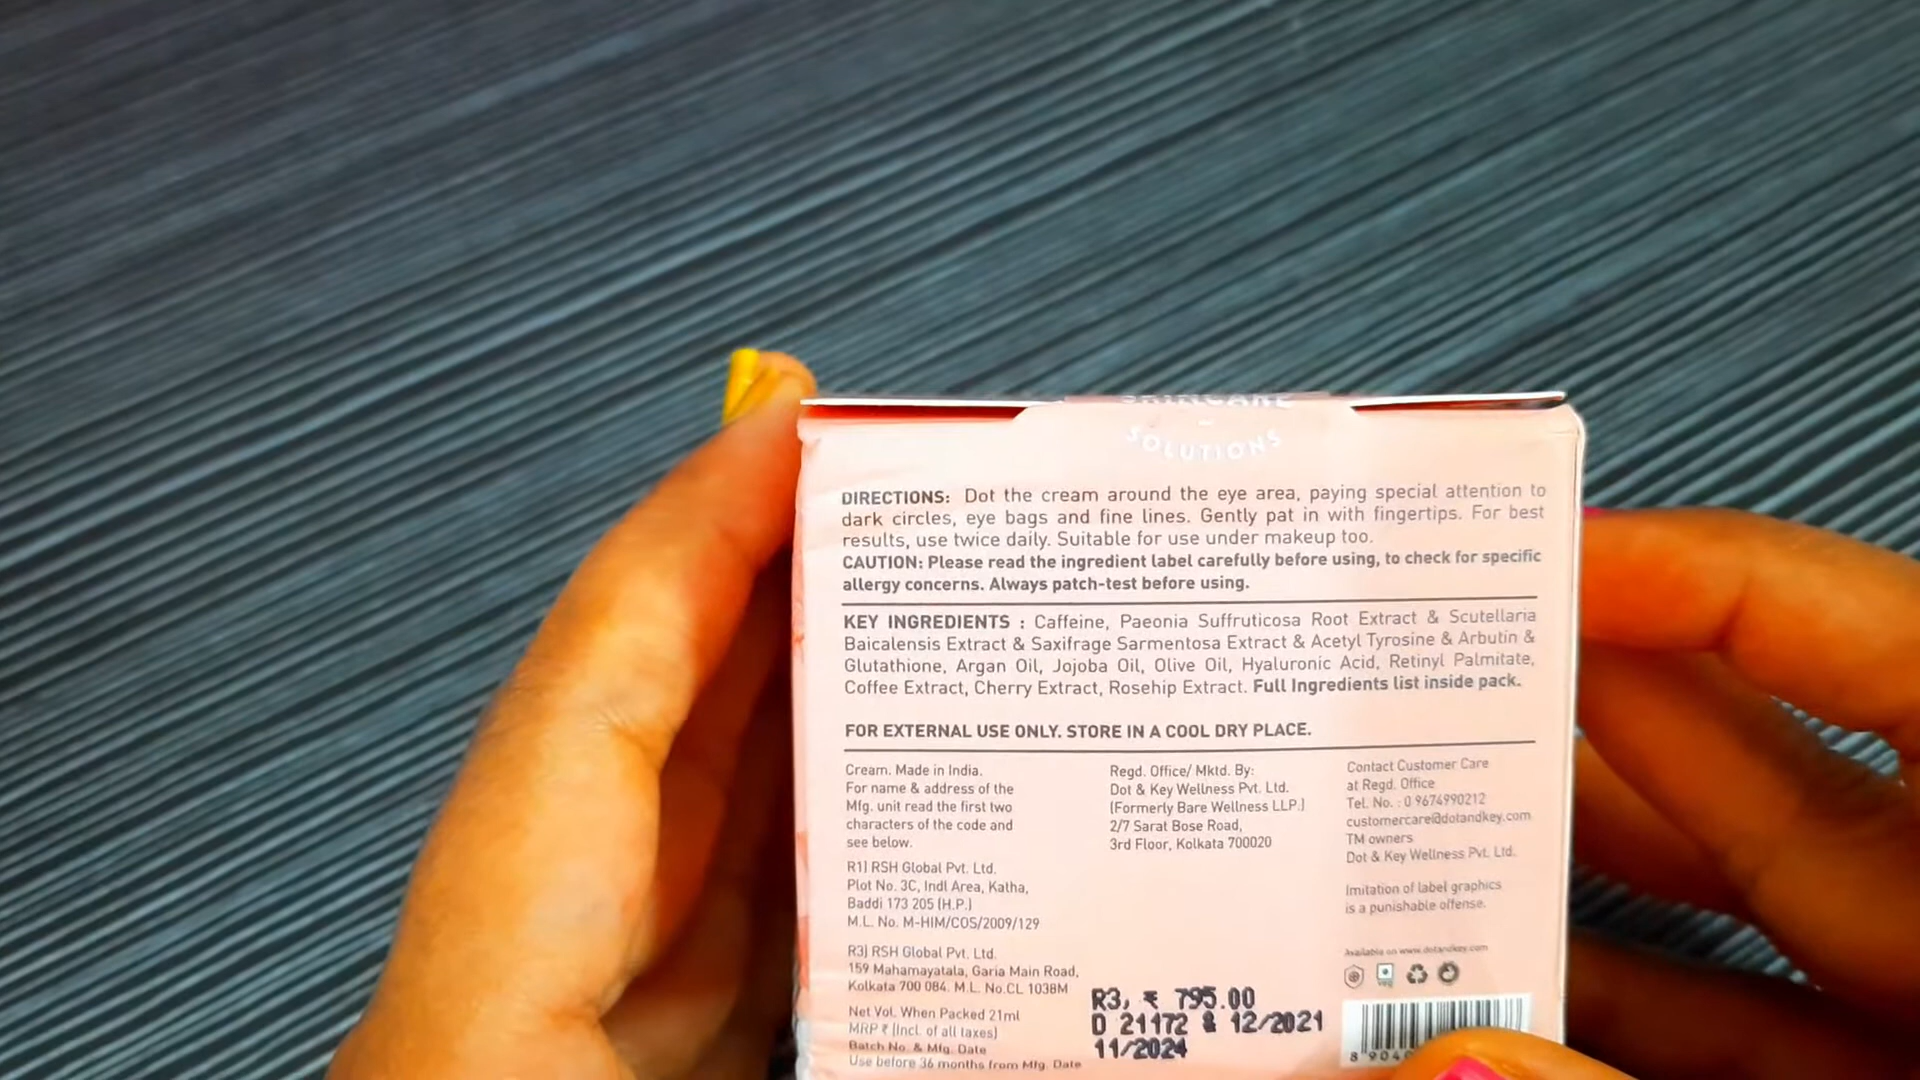 SKINCARE
SOLUTIONS
DIRECTIONS: Dot the cream around the eye area, paying special attention to
dark circles, eye bags and fine lines. Gently pat in with fingertips. For best
results, use twice daily. Suitable for use under makeup too.
CAUTION: Please read the ingredient label carefully before using, to check for specific
allergy concerns. Always patch-test before using.
KEY INGREDIENTS : Caffeine, Paeonia Suffruticosa Root Extract & Scutellaria
Baicalensis Extract & Saxifrage Sarmentosa Extract & Acetyl Tyrosine & Arbutin &
Glutathione, Argan Oil, Jojoba Oil, Olive Oil, Hyaluronic Acid, Retinyl Palmitate,
Coffee Extract, Cherry Extract, Rosehip Extract. Full Ingredients list inside pack.
FOR EXTERNAL USE ONLY. STORE IN A COOL DRY PLACE.
Cream. Made in India.
For name & address of the
Mfg. unit read the first two
characters of the code and
see below.
R1) RSH Global Pvt. Ltd.
Plot No. 3C, Indl Area, Katha,
Baddi 173 205 (H.P.)
M.L. No. M-HIM/COS/2009/129
R3) RSH Global Pvt. Ltd.
159 Mahamayatala, Garia Main Road,
Kolkata 700 084. M.L. No.CL 1038M
Net Vol. When Packed 21ml
MRP ₹ (Incl. of all taxes)
Batch No. & Mfg. Date
Use before 36 months from Mfg. Date
R3, ₹ 795.00
D 21172 & 12/2021
11/2024
Regd. Office/ Mktd. By:
Dot & Key Wellness Pvt. Ltd.
(Formerly Bare Wellness LLP.)
2/7 Sarat Bose Road,
3rd Floor, Kolkata 700020
Contact Customer Care
at Regd. Office
Tel. No. : 0 9674990212
customercare@dotandkey.com
TM owners
Dot & Key Wellness Pvt. Ltd.
Imitation of label graphics
is a punishable offense.
Available on www.dotandkey.com
8 904